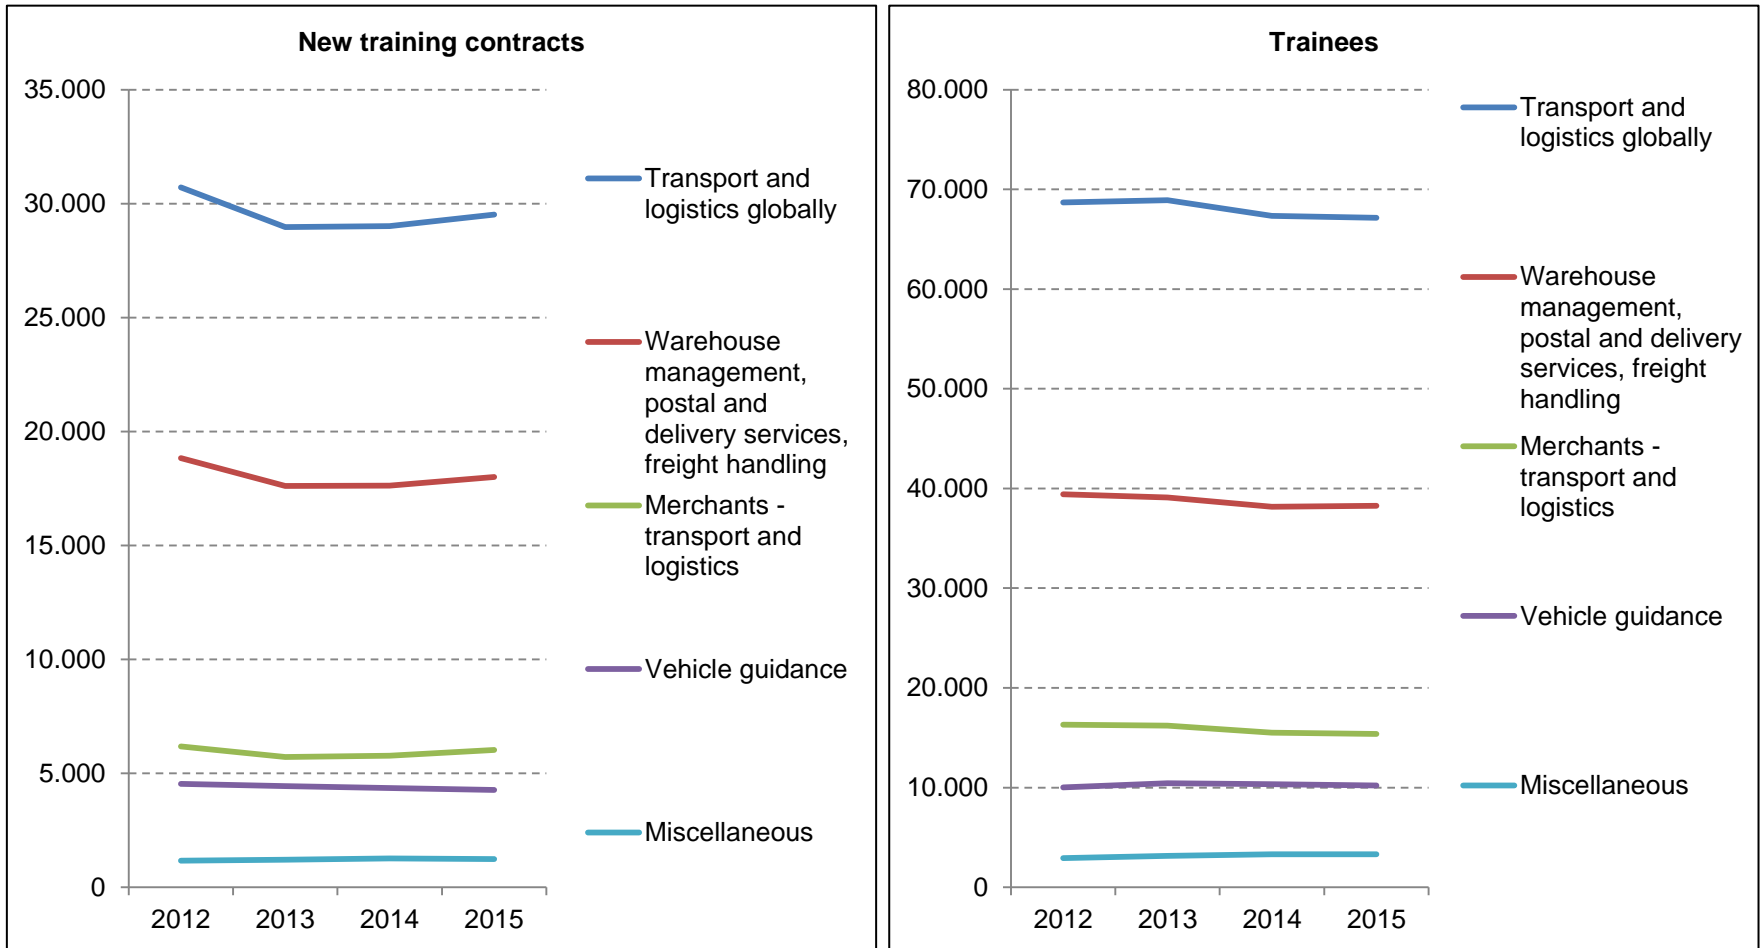 New training contracts
35.000
30.000
25.000
20.000
15.000
10.000
5.000
0
2012 2013 2014 2015
Transport and
logistics globally
Warehouse
management,
postal and
delivery services,
freight handling
Merchants -
transport and
logistics
Vehicle guidance
Miscellaneous
Trainees
80.000
70.000
60.000
50.000
40.000
30.000
20.000
10.000
0
2012 2013 2014 2015
Transport and
logistics globally
Warehouse
management,
postal and delivery
services, freight
handling
Merchants -
transport and
logistics
Vehicle guidance
Miscellaneous